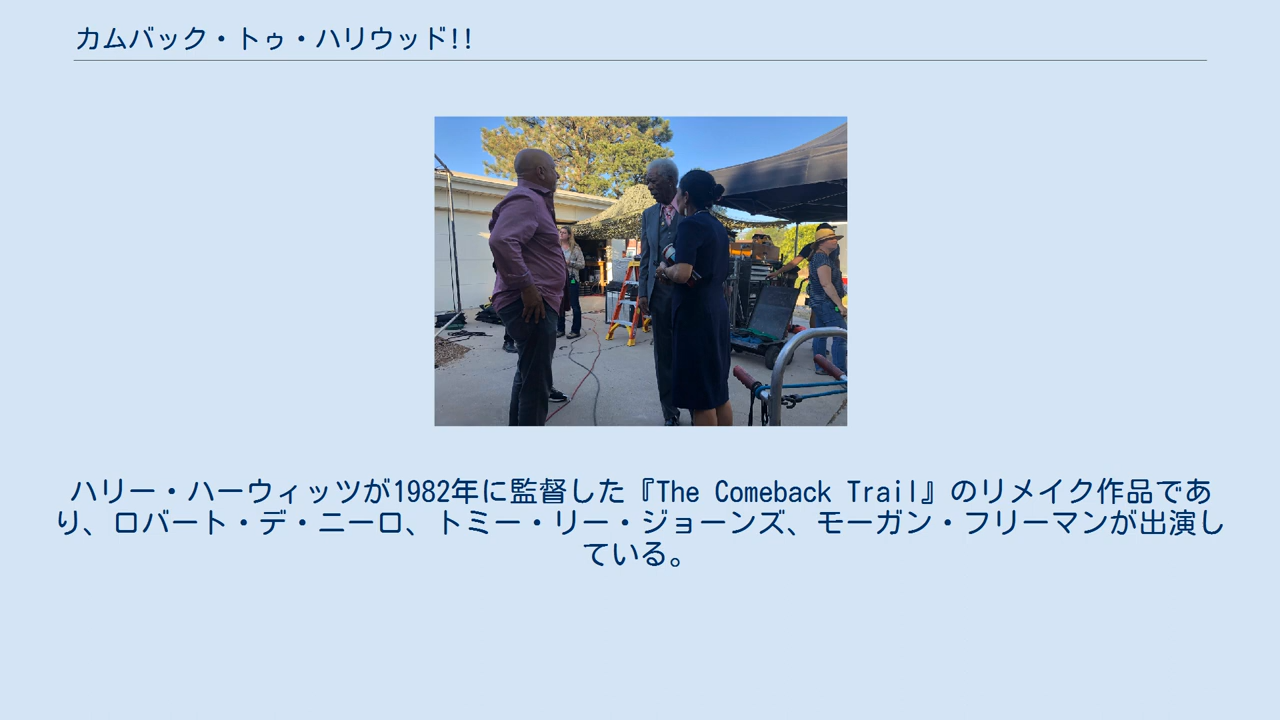 カムバック・トゥ・ハリウッド!!
ハリー・ハーウィッツが1982年に監督した『The Comeback Trail』のリメイク作品であ
り、ロバート・デ・ニーロ、トミー・リー・ジョーンズ、モーガン・フリーマンが出演し
ている。